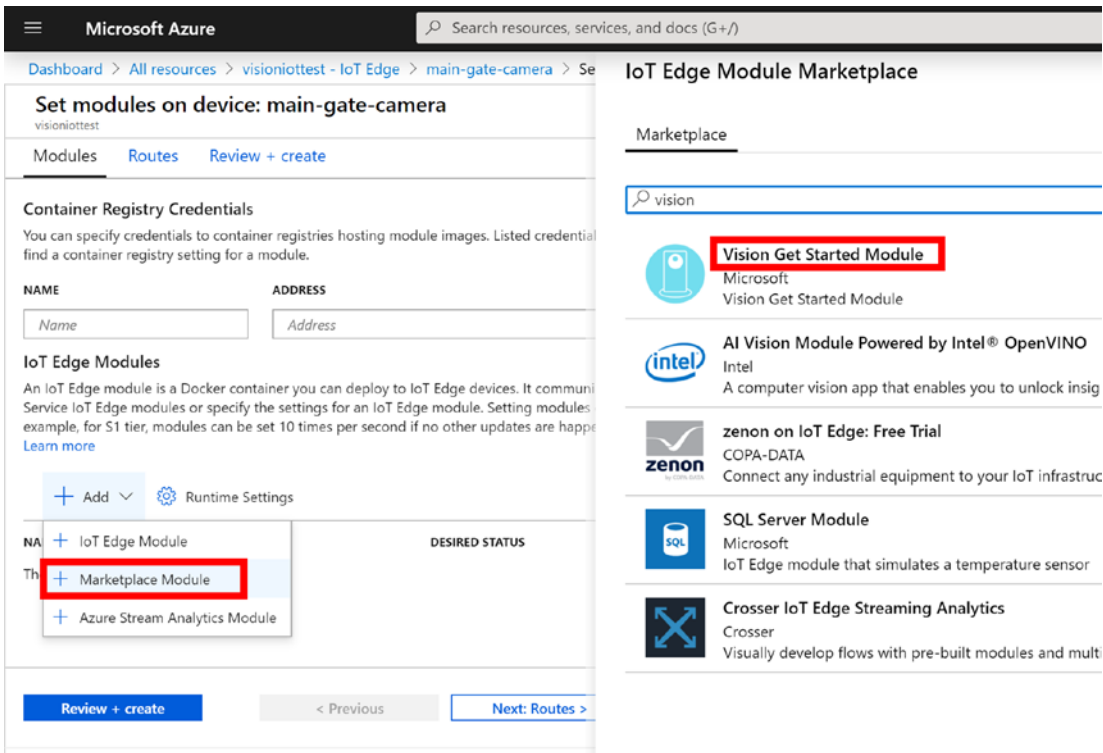 Microsoft Azure
Search resources, services, and docs (G+/)
Dashboard > All resources > visioniottest - IoT Edge > main-gate-camera > Se
Set modules on device: main-gate-camera
visioniottest
Modules Routes Review + create
Container Registry Credentials
You can specify credentials to container registries hosting module images. Listed credential
find a container registry setting for a module.
NAME ADDRESS
Name Address
IoT Edge Modules
An IoT Edge module is a Docker container you can deploy to IoT Edge devices. It communi
Service IoT Edge modules or specify the settings for an IoT Edge module. Setting modules
example, for S1 tier, modules can be set 10 times per second if no other updates are happe
Learn more
+ Add Runtime Settings
NA DESIRED STATUS
Th
+ IoT Edge Module
+ Marketplace Module
+ Azure Stream Analytics Module
Review + create < Previous Next: Routes >
IoT Edge Module Marketplace
Marketplace
vision
Vision Get Started Module
Microsoft
Vision Get Started Module
intel
AI Vision Module Powered by Intel® OpenVINO
Intel
A computer vision app that enables you to unlock insig
zenon
by COPA-DATA
zenon on IoT Edge: Free Trial
COPA-DATA
Connect any industrial equipment to your IoT infrastruc
SQL
SQL Server Module
Microsoft
IoT Edge module that simulates a temperature sensor
Crosser IoT Edge Streaming Analytics
Crosser
Visually develop flows with pre-built modules and multi